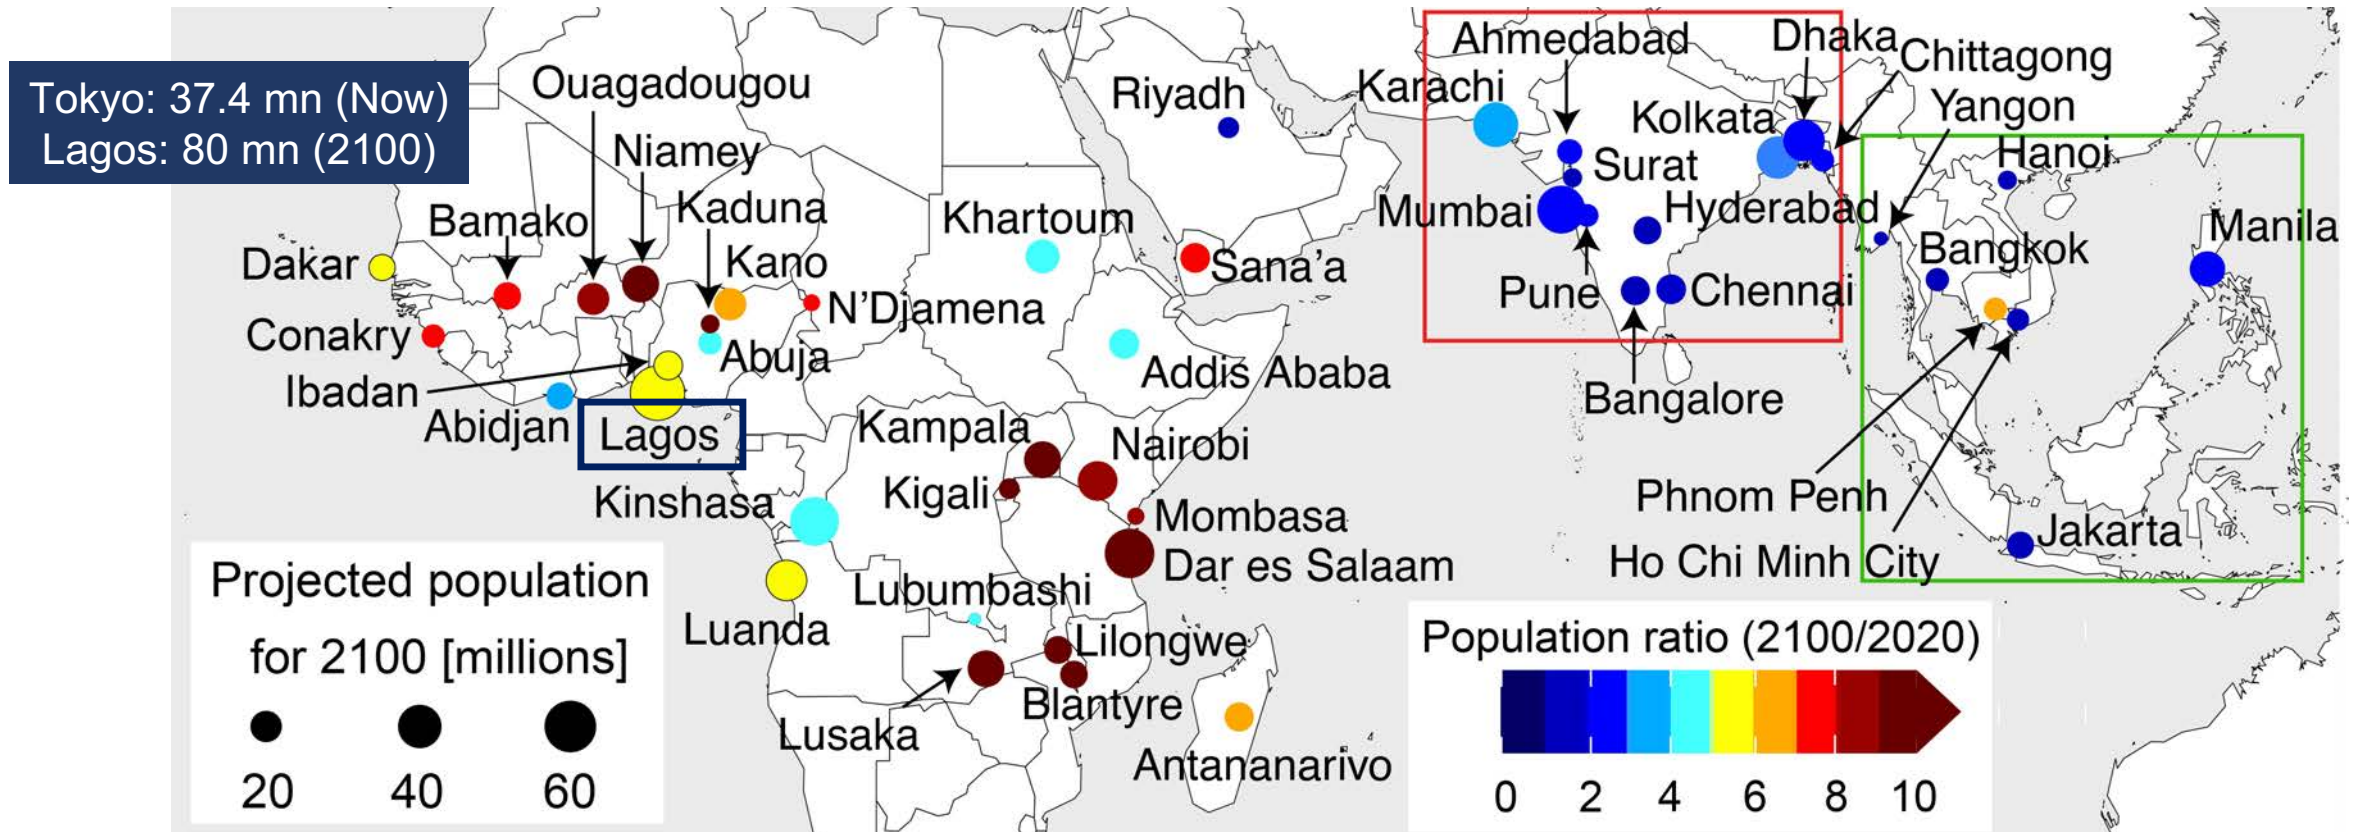 Tokyo: 37.4 mn (Now)
Lagos: 80 mn (2100)
Ouagadougou
Niamey
Bamako
Kaduna
Dakar
Kano
N'Djamena
Conakry
Abuja
Ibadan
Abidjan
Lagos
Riyadh
Khartoum
Sana'a
Addis Ababa
Kampala
Nairobi
Kinshasa
Kigali
Mombasa
Dar es Salaam
Luanda
Lubumbashi
Lilongwe
Blantyre
Lusaka
Antananarivo
Ahmedabad
Karachi
Dhaka
Chittagong
Kolkata
Yangon
Surat
Hanoi
Mumbai
Hyderabad
Manila
Bangkok
Pune
Chennai
Bangalore
Phnom Penh
Ho Chi Minh City
Jakarta
Projected population
for 2100 [millions]
20 40 60
Population ratio (2100/2020)
0 2 4 6 8 10